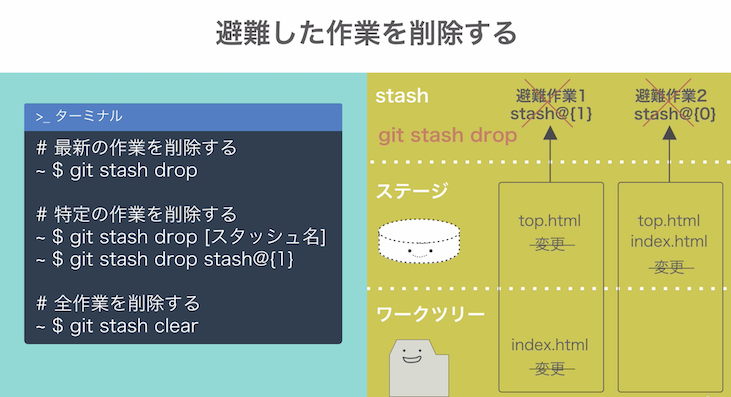 避難した作業を削除する
>_ ターミナル
# 最新の作業を削除する
~ $ git stash drop
# 特定の作業を削除する
~ $ git stash drop [スタッシュ名]
~ $ git stash drop stash@{1}
# 全作業を削除する
~ $ git stash clear
stash
避難作業1
stash@{1}
避難作業2
stash@{0}
git stash drop
ステージ
top.html
変更
top.html
index.html
変更
ワークツリー
index.html
変更